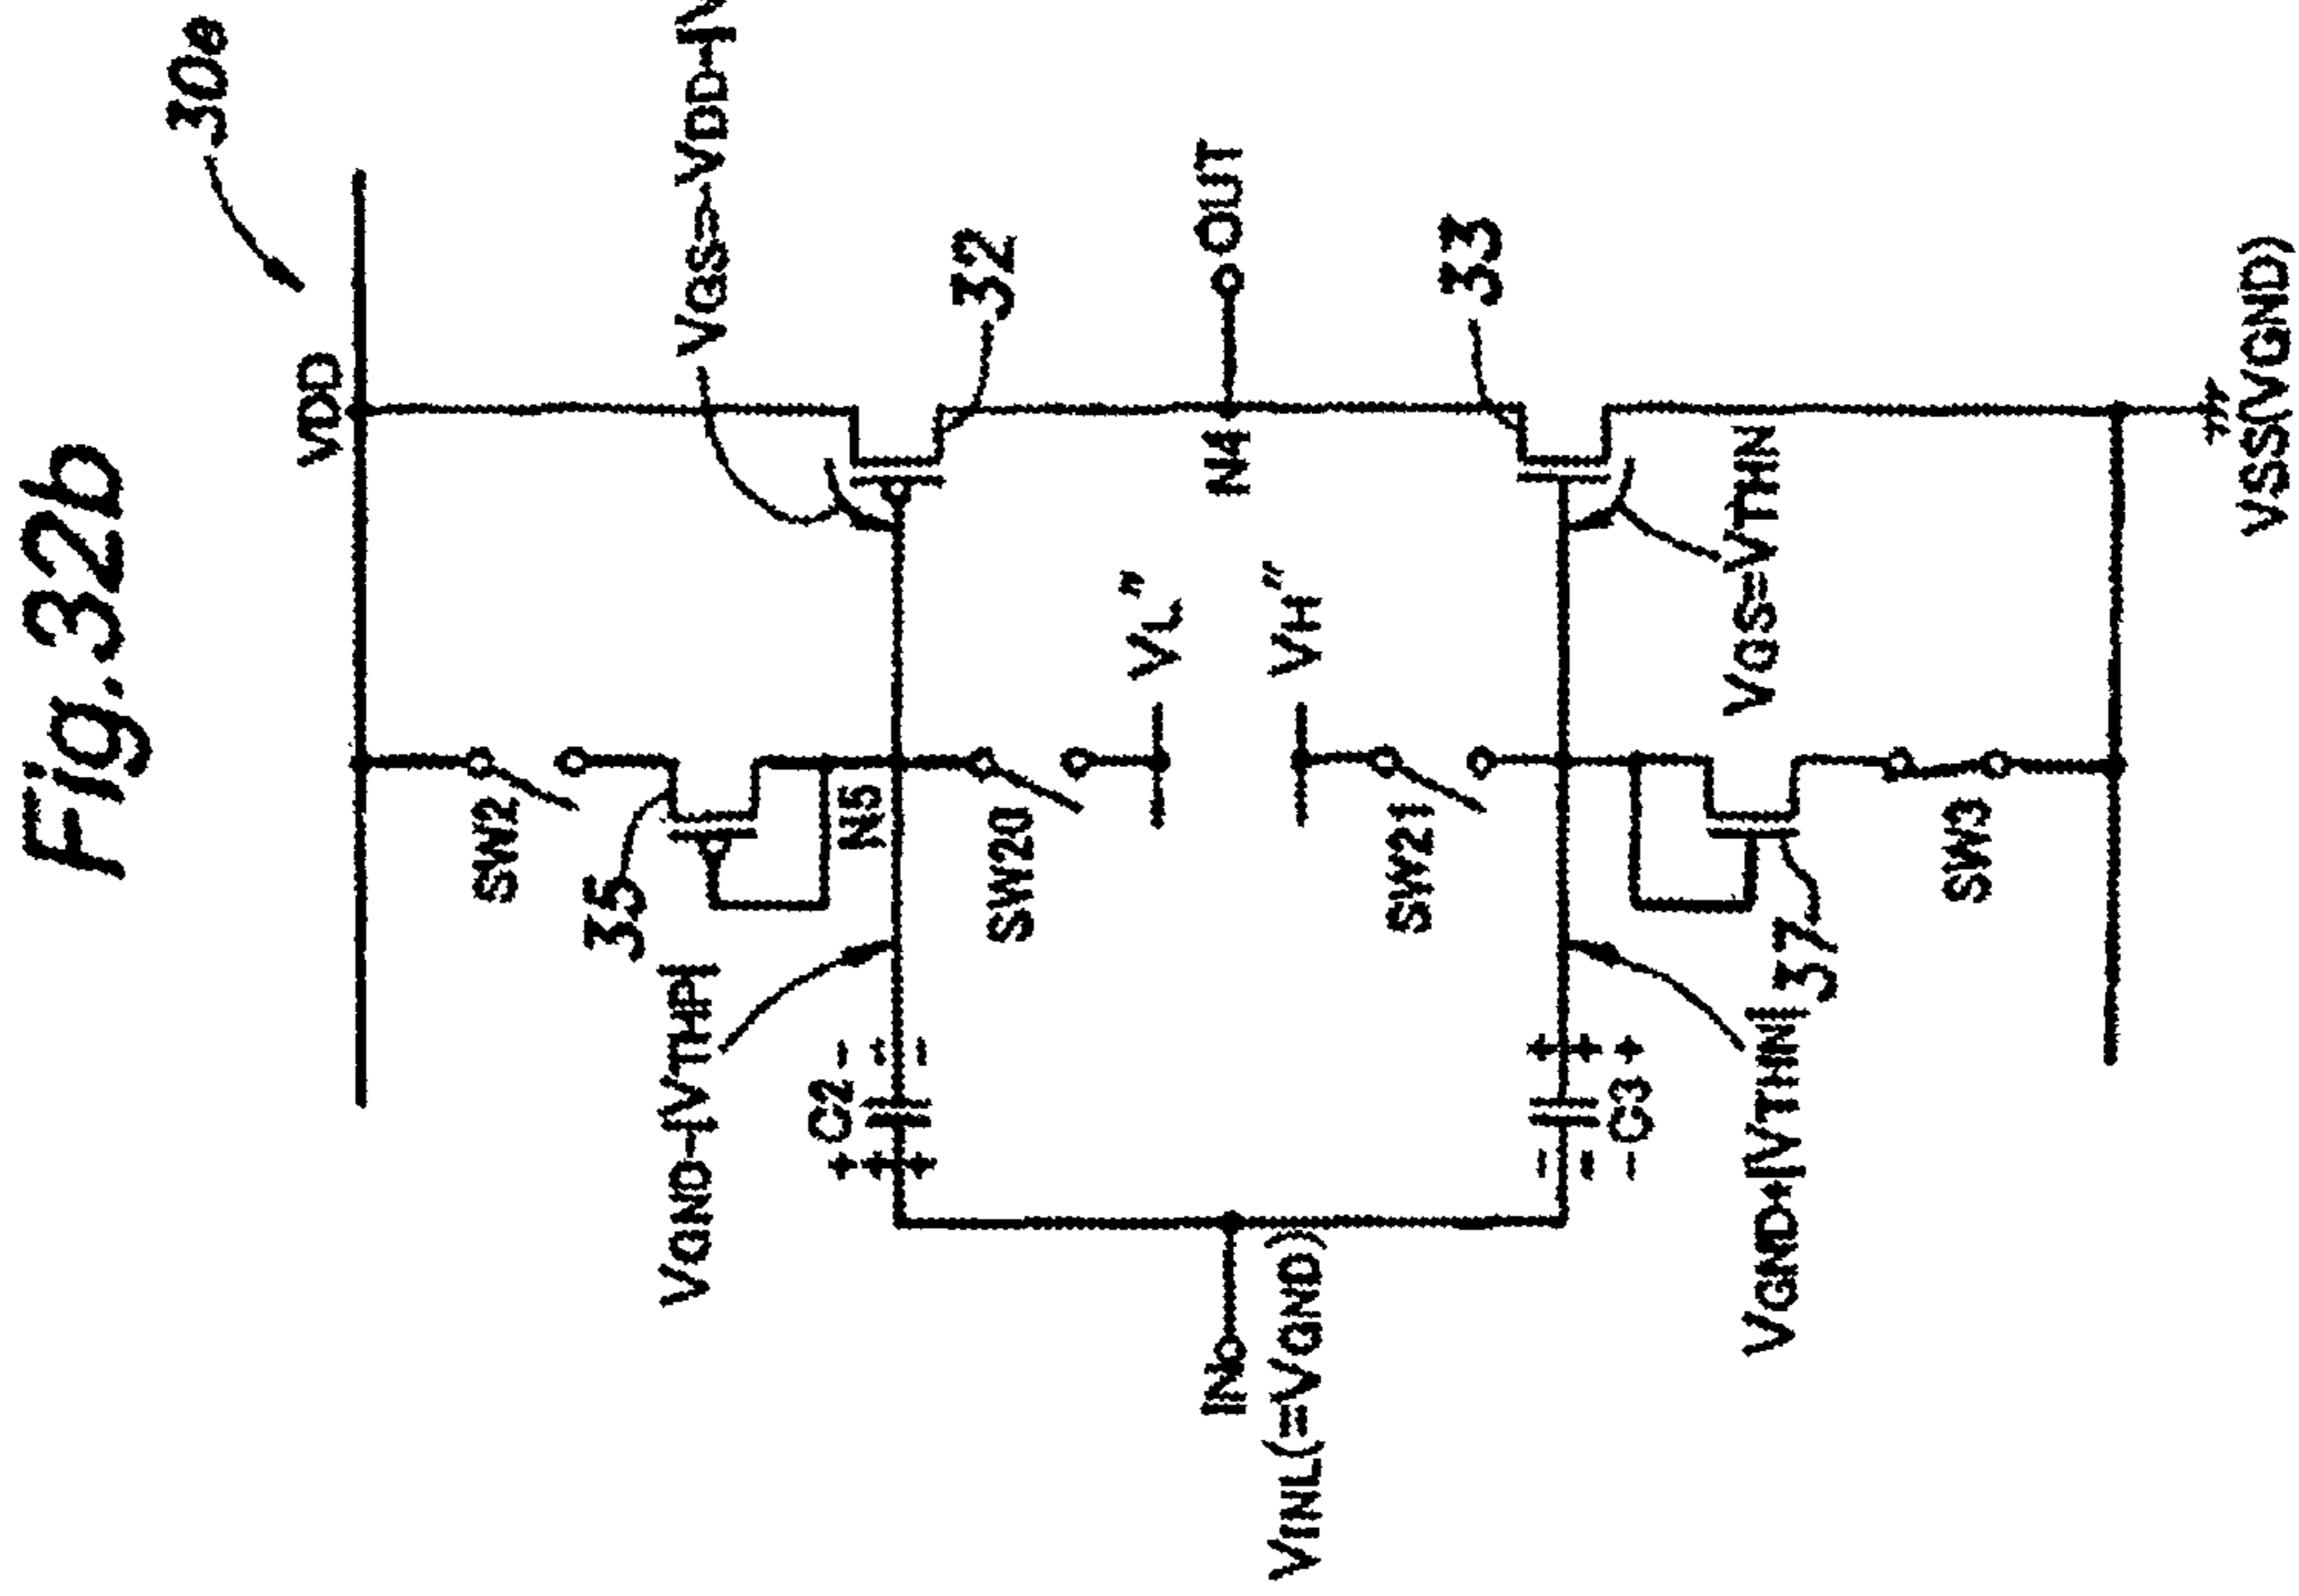 Fig. 32b
30e
VDD
VGS=-VDD-|V
SW2
35
32
N5
VGND-|VTHP|
C2
- - -
+ + +
SW20
VL"
N4
OUT
IN
VINL(=VGND)
VH"
SW21
33
+ + +
- - -
C3
VGS=VTHN
37
VGND+|VTHN|
SW3
VSS(VGND)